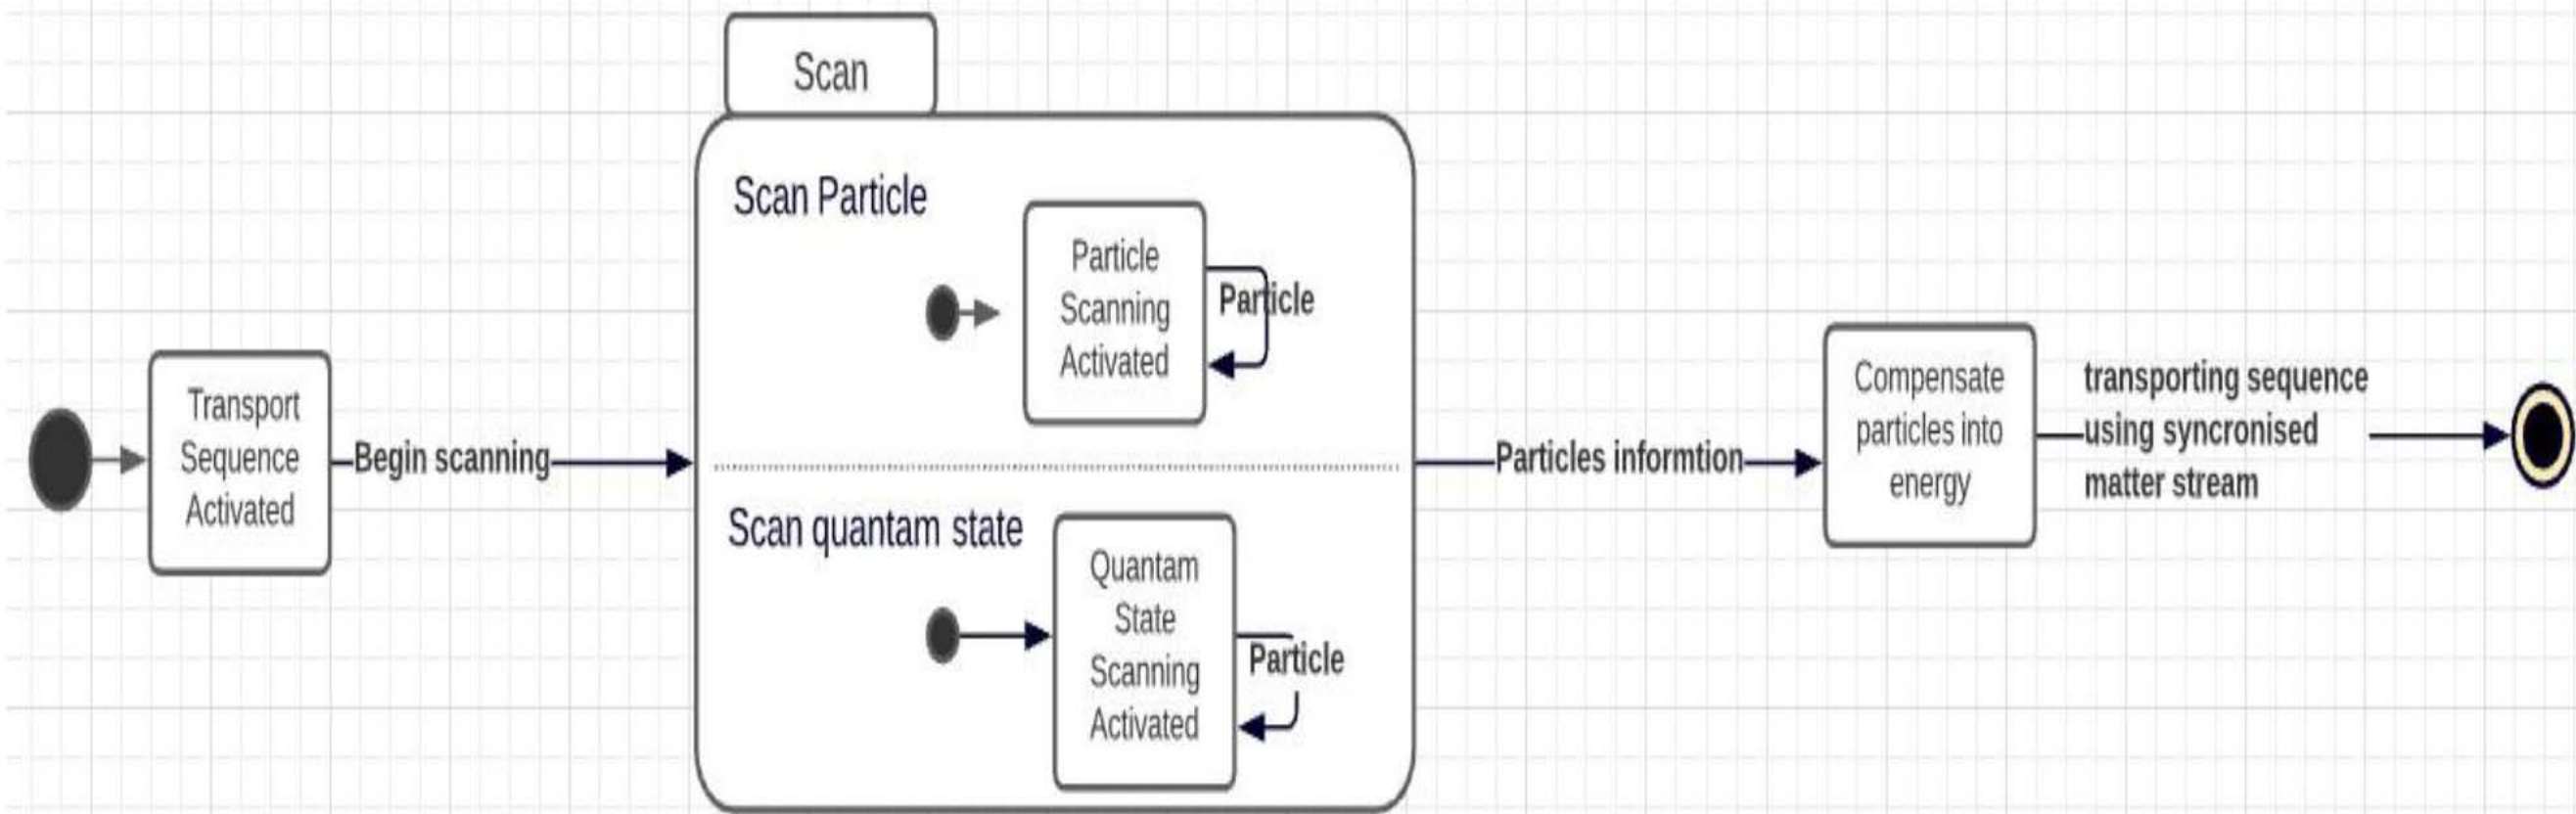 Scan
Scan Particle
Particle
Scanning
Activated
Particle
Transport
Sequence
Activated
Begin scanning
Scan quantam state
Quantam
State
Scanning
Activated
Particle
Particles informtion
Compensate
particles into
energy
transporting sequence
using syncronised
matter stream